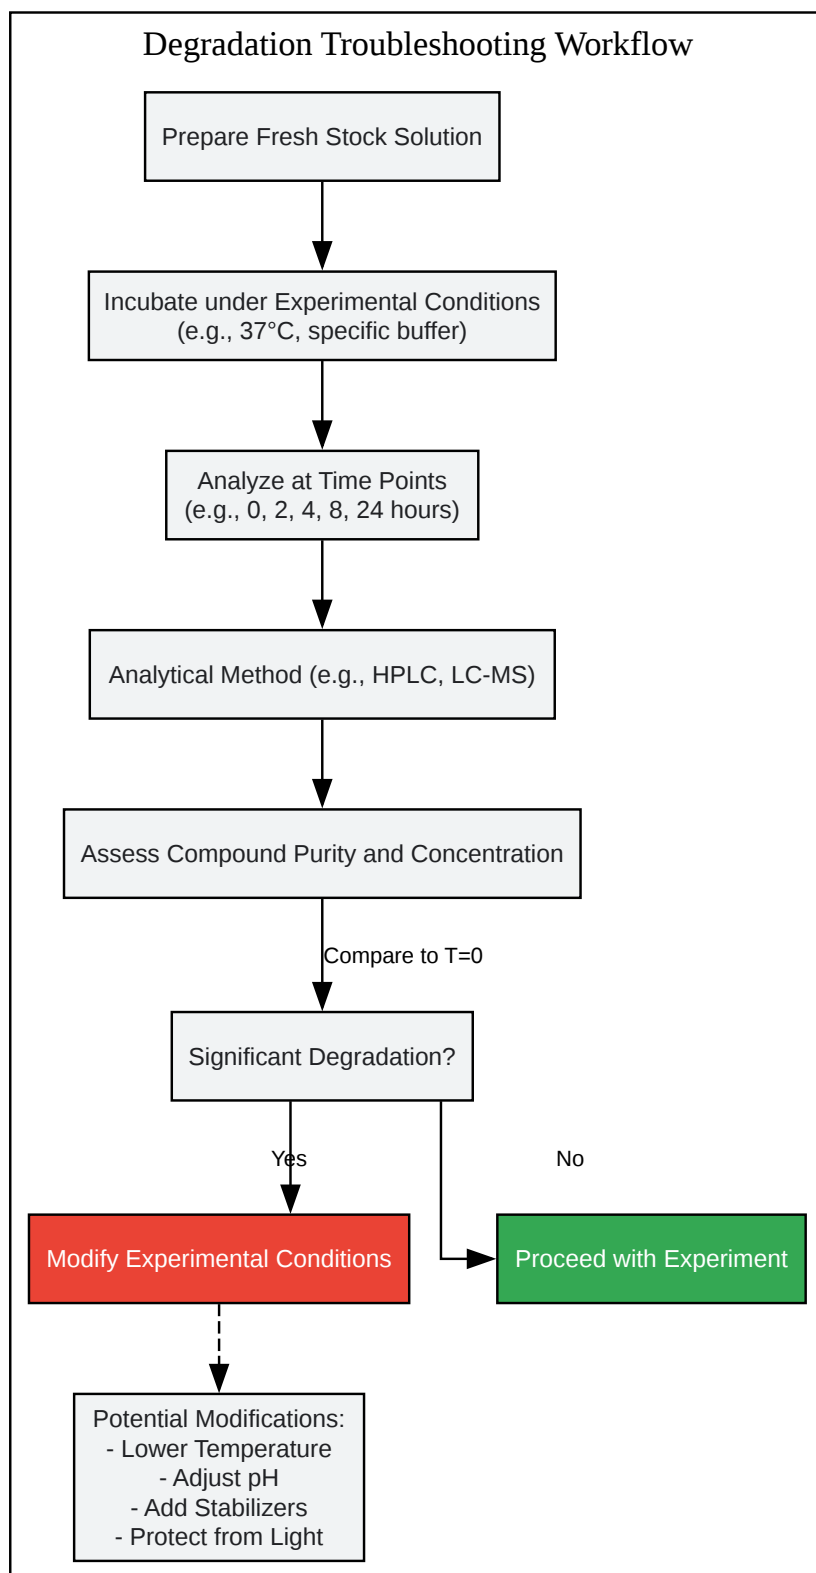 Degradation Troubleshooting Workflow
Prepare Fresh Stock Solution
Incubate under Experimental Conditions
(e.g., 37°C, specific buffer)
Analyze at Time Points
(e.g., 0, 2, 4, 8, 24 hours)
Analytical Method (e.g., HPLC, LC-MS)
Assess Compound Purity and Concentration
Compare to T=0
Significant Degradation?
Yes
No
Modify Experimental Conditions
Proceed with Experiment
Potential Modifications:
- Lower Temperature
- Adjust pH
- Add Stabilizers
- Protect from Light